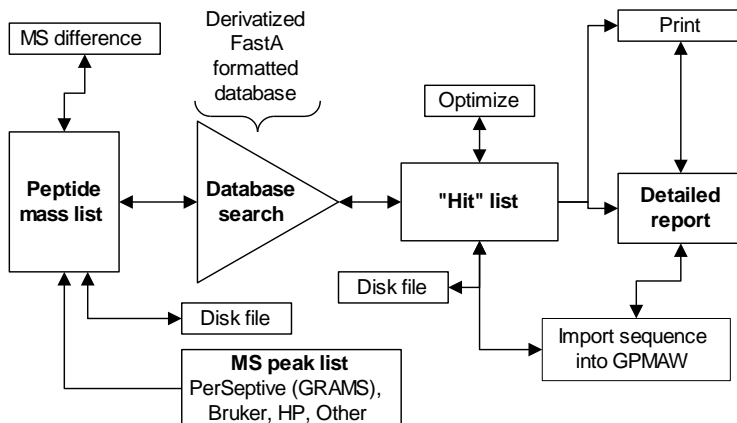 MS difference
Derivatized
FastA
formatted
database
Print
Optimize
Peptide
mass list
Database
search
"Hit" list
Detailed
report
Disk file
Disk file
Import sequence
into GPMAW
MS peak list
PerSeptive (GRAMS),
Bruker, HP, Other